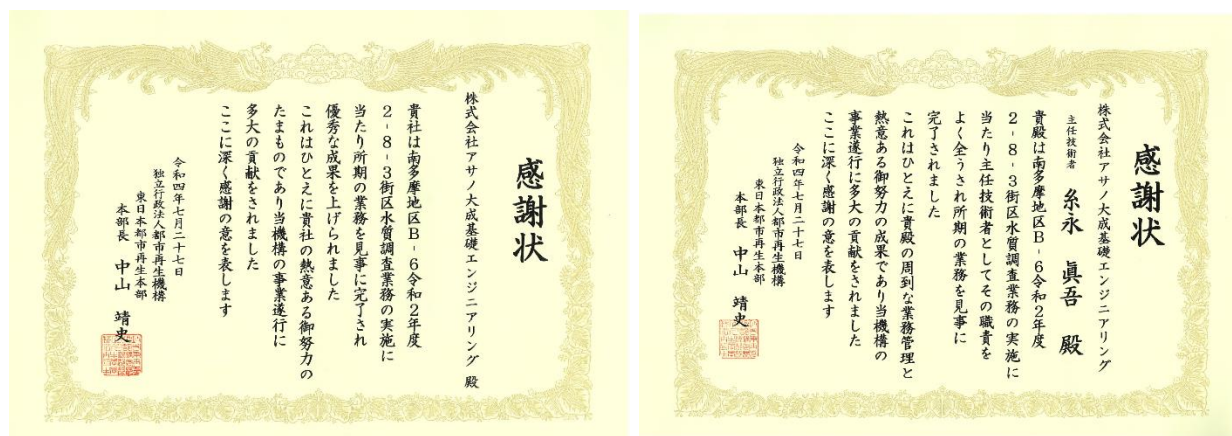 感謝状
株式会社アサノ大成基礎エンジニアリング 殿
貴社は南多摩地区B-6令和2年度
2-8-3街区水質調査業務の実施に
当たり所期の業務を見事に完了され
優秀な成果を上げられました
これはひとえに貴社の熱意ある御努力の
たまものであり当機構の事業遂行に
多大の貢献をされました
ここに深く感謝の意を表します
令和四年七月二十七日
独立行政法人都市再生機構
東日本都市再生本部
本部長 中山 靖史
感謝状
株式会社アサノ大成基礎エンジニアリング
主任技術者 糸永 眞吾 殿
貴殿は南多摩地区B-6令和2年度
2-8-3街区水質調査業務の実施に
当たり主任技術者としてその職責を
よく全うされ所期の業務を見事に
完了されました
これはひとえに貴殿の周到な業務管理と
熱意ある御努力の成果であり当機構の
事業遂行に多大の貢献をされました
ここに深く感謝の意を表します
令和四年七月二十七日
独立行政法人都市再生機構
東日本都市再生本部
本部長 中山 靖史